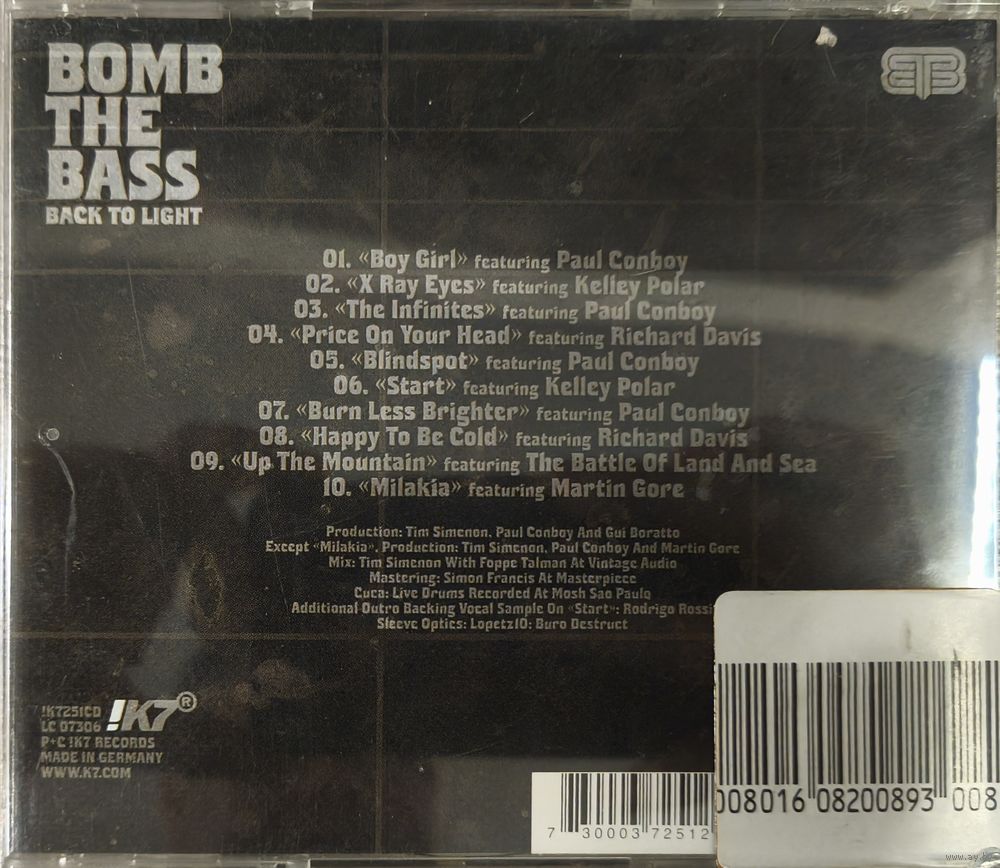 BOMB
THE
BASS
BACK TO LIGHT
BTB
01. «Boy Girl» featuring Paul Conboy
02. «X Ray Eyes» featuring Kelley Polar
03. «The Infinites» featuring Paul Conboy
04. «Price On Your Head» featuring Richard Davis
05. «Blindspot» featuring Paul Conboy
06. «Start» featuring Kelley Polar
07. «Burn Less Brighter» featuring Paul Conboy
08. «Happy To Be Cold» featuring Richard Davis
09. «Up The Mountain» featuring The Battle Of Land And Sea
10. «Milakia» featuring Martin Gore
Production: Tim Simenon, Paul Conboy And Gui Boratto
Except «Milakia», Production: Tim Simenon, Paul Conboy And Martin Gore
Mix: Tim Simenon With Foppe Talman At Vintage Audio
Mastering: Simon Francis At Masterpiece
Cuca: Live Drums Recorded At Mosh Sao Paulo
Additional Outro Backing Vocal Sample On «Start»: Rodrigo Rossi
Sleeve Optics: Lopetz10: Buro Destruct
!K7251CD
LC 07306
!K7®
P+C !K7 RECORDS
MADE IN GERMANY
WWW.K7.COM
7 30003 72512
008016 08200893 008
www.ay.by